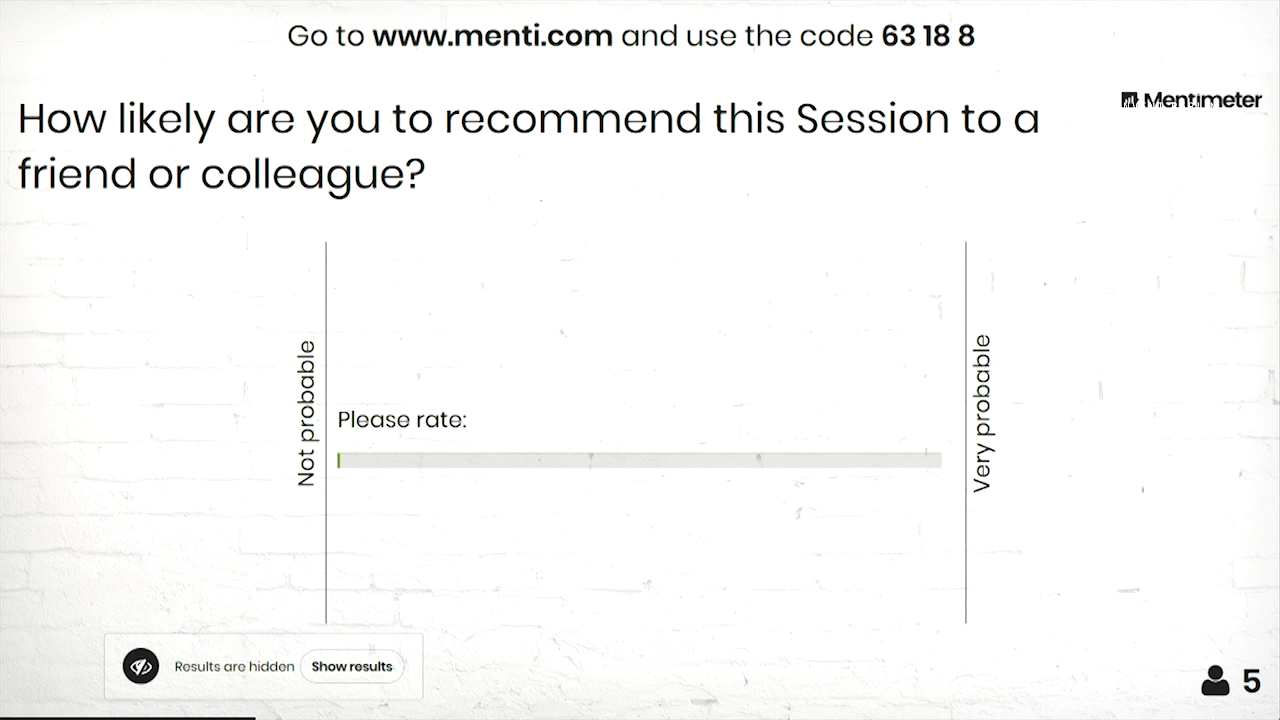 Go to www.menti.com and use the code 63 18 8
Mentimeter
How likely are you to recommend this Session to a
friend or colleague?
Not probable
Please rate:
Very probable
Results are hidden
Show results
5